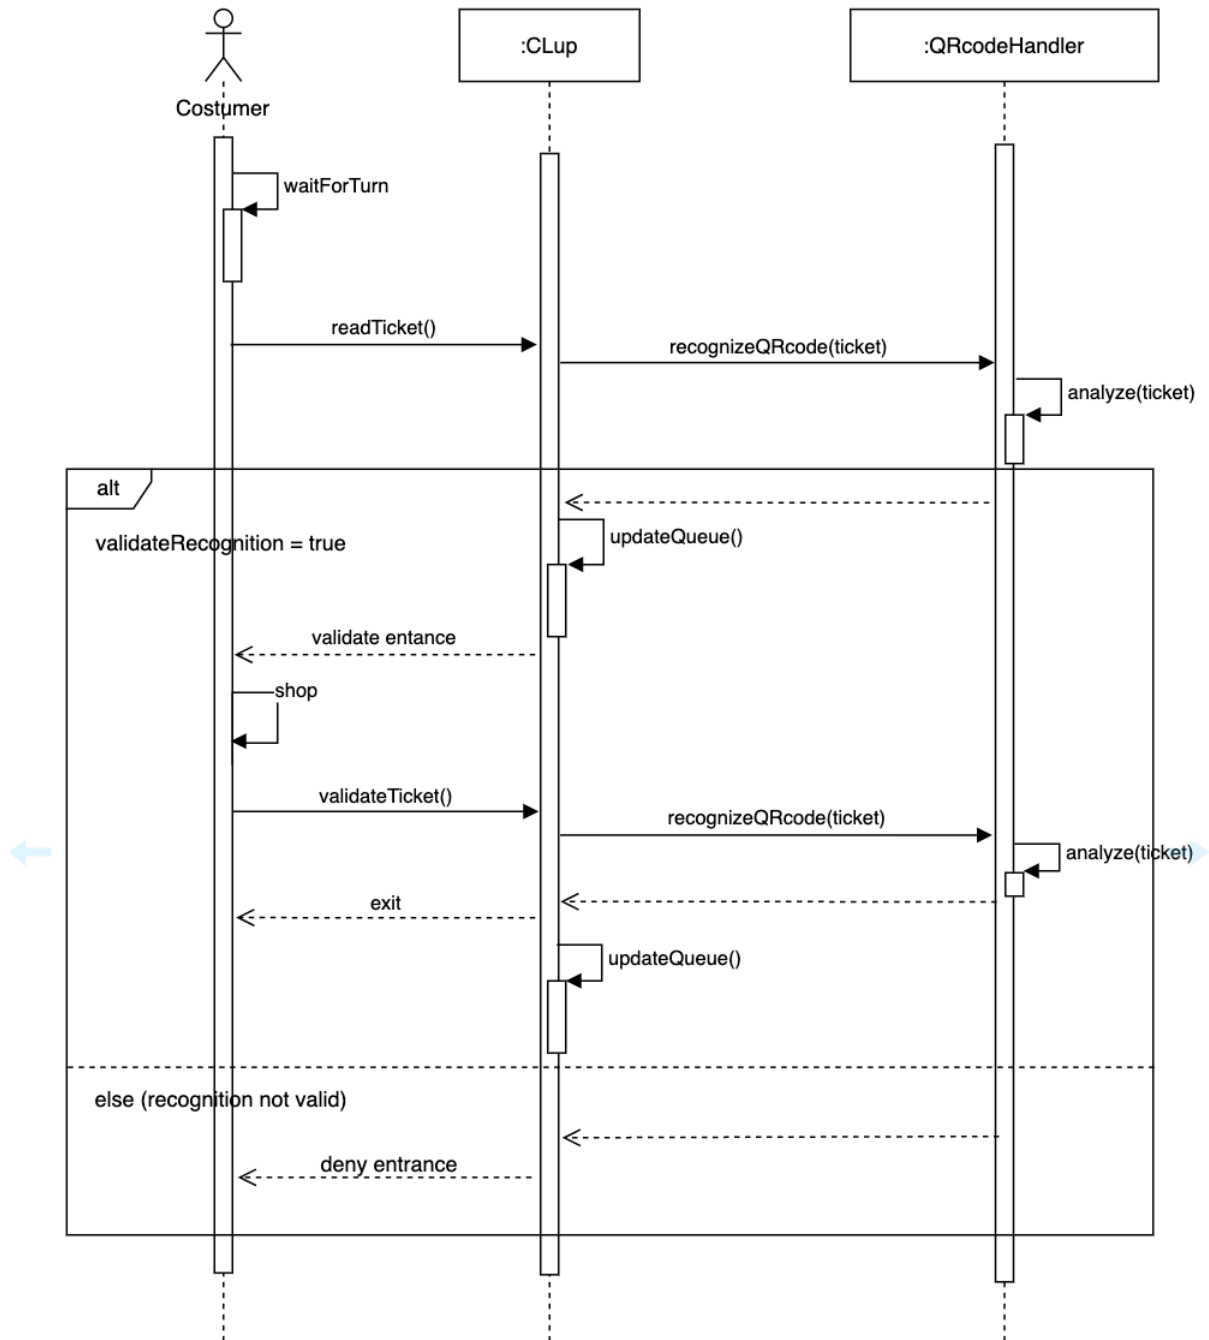 :CLup
:QRcodeHandler
Costumer
waitForTurn
readTicket()
recognizeQRcode(ticket)
analyze(ticket)
alt
updateQueue()
validateRecognition = true
validate entance
shop
validateTicket()
recognizeQRcode(ticket)
analyze(ticket)
exit
updateQueue()
else (recognition not valid)
deny entrance